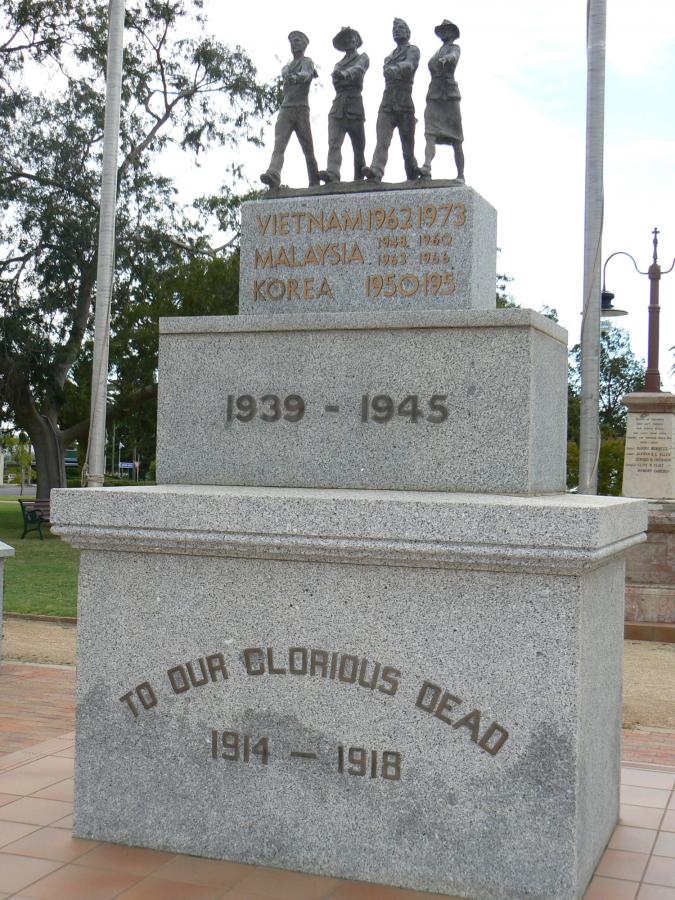 VIETNAM 1962 1973
MALAYSIA 1948 1960
1963 1966
KOREA 1950 195
1939 - 1945
TO OUR GLORIOUS DEAD
1914 - 1918